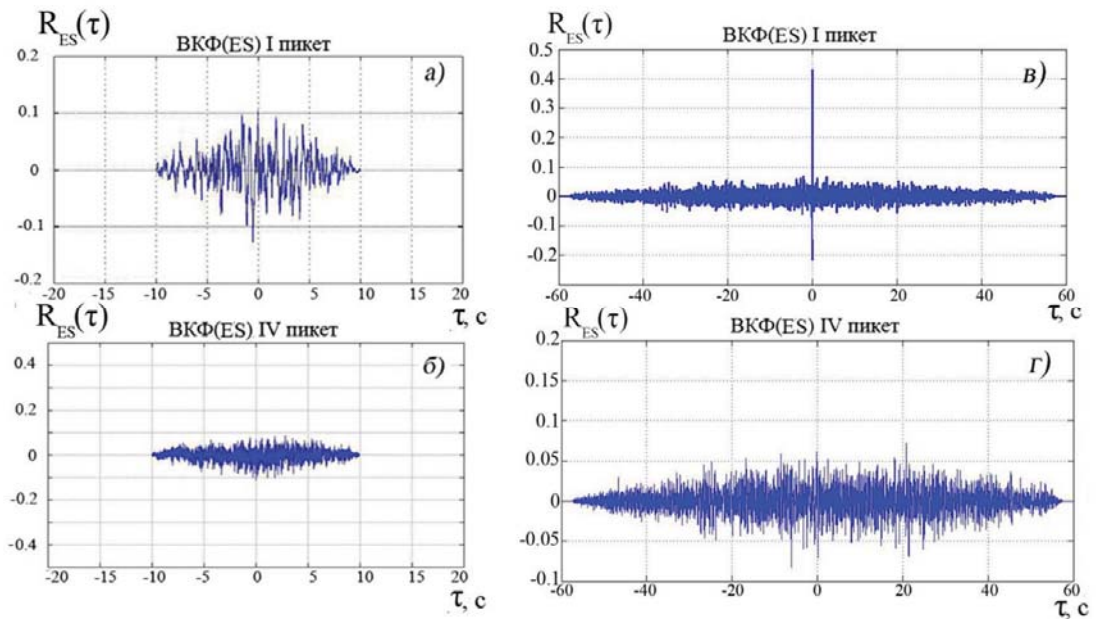 R_ES(τ)
ВКФ(ES) I пикет
а)
0.2
0.1
0
-0.1
-0.2
-20 -15 -10 -5 0 5 10 15 20
τ, с
R_ES(τ)
ВКФ(ES) I пикет
в)
0.5
0.4
0.3
0.2
0.1
0
-0.1
-0.2
-60 -40 -20 0 20 40 60
τ, с
R_ES(τ)
ВКФ(ES) IV пикет
б)
0.4
0.2
0
-0.2
-0.4
-20 -15 -10 -5 0 5 10 15 20
τ, с
R_ES(τ)
ВКФ(ES) IV пикет
г)
0.2
0.15
0.1
0.05
0
-0.05
-0.1
-60 -40 -20 0 20 40 60
τ, с